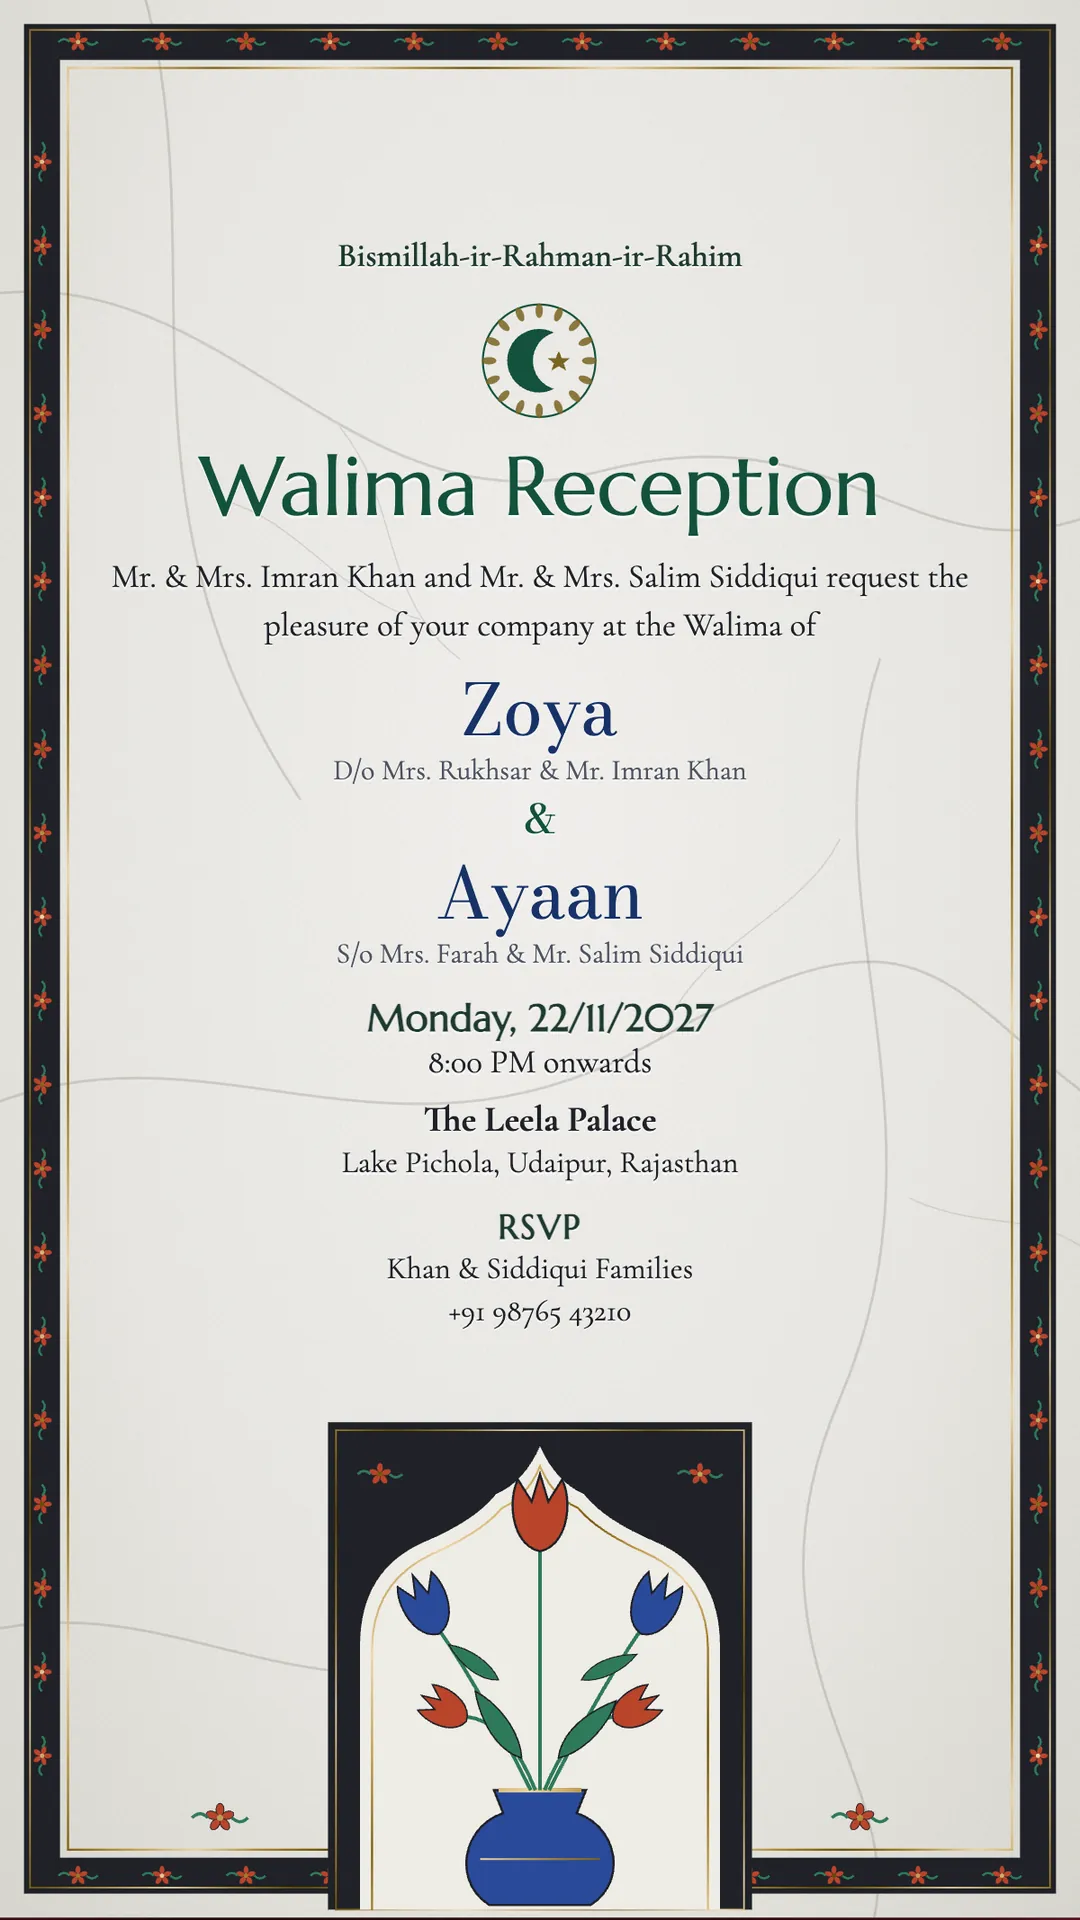 Bismillah-ir-Rahman-ir-Rahim
Walima Reception
Mr. & Mrs. Imran Khan and Mr. & Mrs. Salim Siddiqui request the
pleasure of your company at the Walima of
Zoya
D/o Mrs. Rukhsar & Mr. Imran Khan
&
Ayaan
S/o Mrs. Farah & Mr. Salim Siddiqui
Monday, 22/11/2027
8:00 PM onwards
The Leela Palace
Lake Pichola, Udaipur, Rajasthan
RSVP
Khan & Siddiqui Families
+91 98765 43210